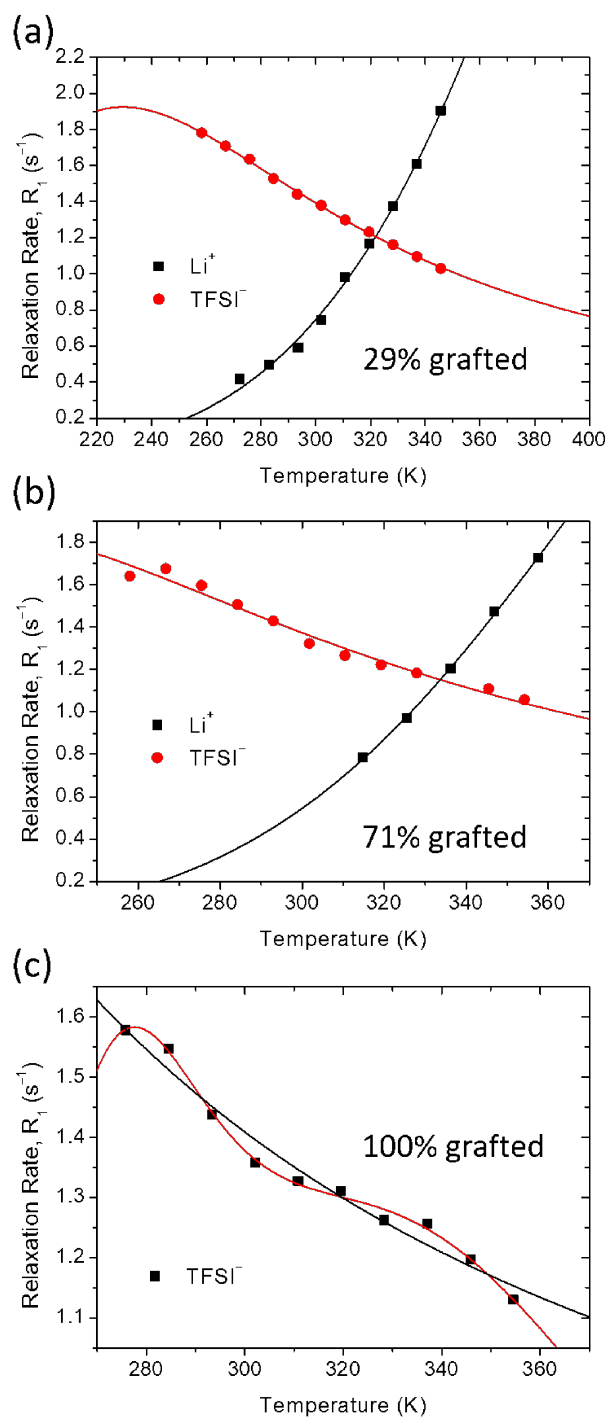 (a)
2.2
2.0
1.8
1.6
1.4
1.2
1.0
0.8
0.6
0.4
0.2
Relaxation Rate, R₁ (s⁻¹)
Li⁺
TFSI⁻
29% grafted
220 240 260 280 300 320 340 360 380 400
Temperature (K)
(b)
1.8
1.6
1.4
1.2
1.0
0.8
0.6
0.4
0.2
Relaxation Rate, R₁ (s⁻¹)
Li⁺
TFSI⁻
71% grafted
260 280 300 320 340 360
Temperature (K)
(c)
1.6
1.5
1.4
1.3
1.2
1.1
Relaxation Rate, R₁ (s⁻¹)
100% grafted
TFSI⁻
280 300 320 340 360
Temperature (K)